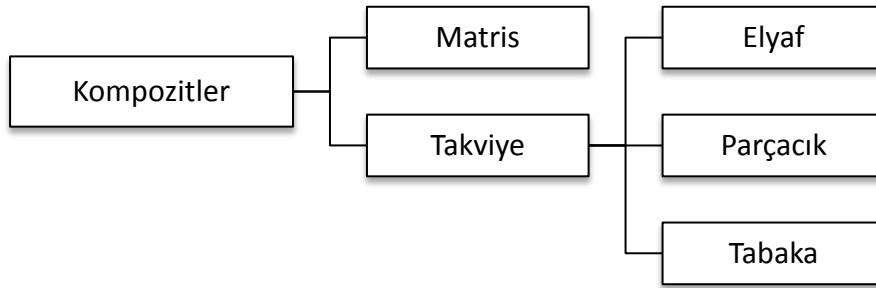 Kompozitler
Matris
Takviye
Elyaf
Parçacık
Tabaka